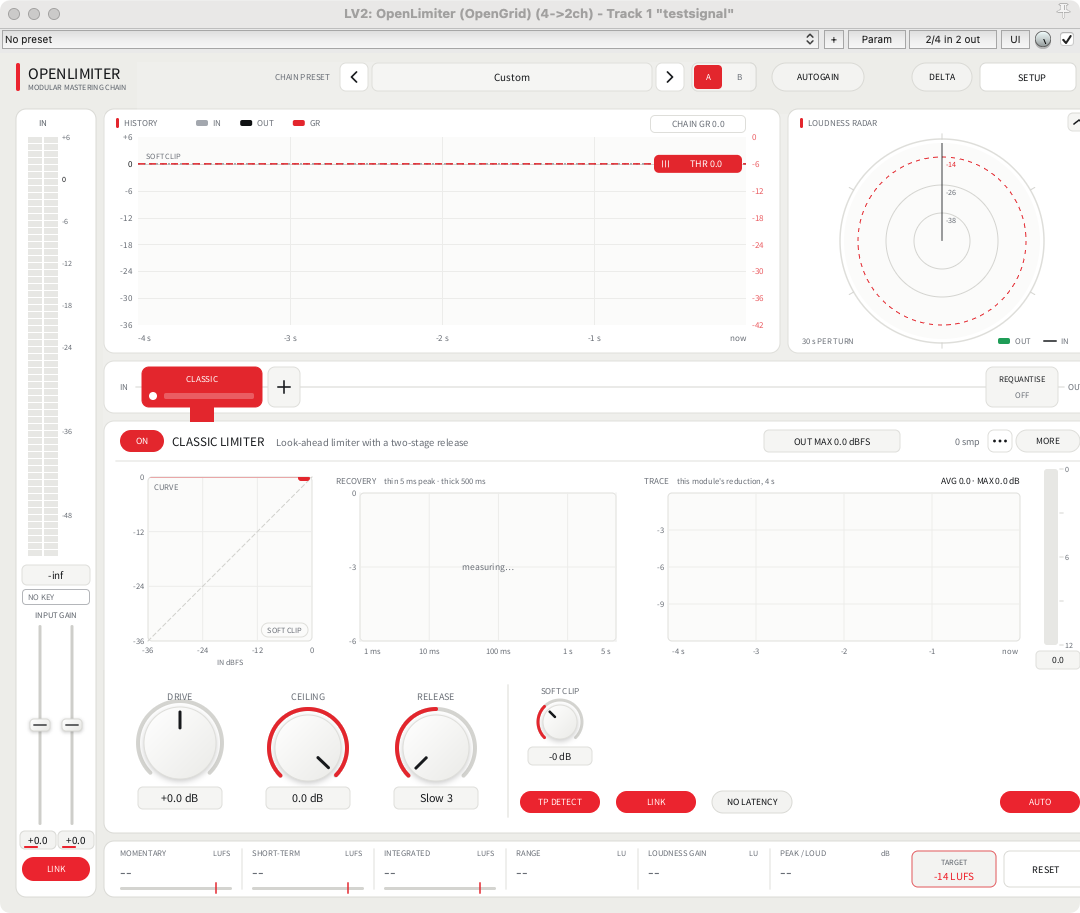 LV2: OpenLimiter (OpenGrid) (4->2ch) - Track 1 "testsignal"
No preset
+
Param
2/4 in 2 out
UI
OPENLIMITER
MODULAR MASTERING CHAIN
CHAIN PRESET
Custom
A
B
AUTOGAIN
DELTA
SETUP
IN
+6
0
-6
-12
-18
-24
-36
-48
-inf
NO KEY
INPUT GAIN
+0.0
+0.0
LINK
HISTORY
IN
OUT
GR
CHAIN GR 0.0
+6
0
-6
-12
-18
-24
-30
-36
SOFTCLIP
THR 0.0
0
-6
-12
-18
-24
-30
-36
-42
-4 s
-3 s
-2 s
-1 s
now
LOUDNESS RADAR
-14
-26
-38
30 s PER TURN
OUT
IN
IN
CLASSIC
+
REQUANTISE
OFF
ON
CLASSIC LIMITER
Look-ahead limiter with a two-stage release
OUT MAX 0.0 dBFS
0 smp
MORE
CURVE
0
-12
-24
-36
SOFT CLIP
-36
-24
-12
0
IN dBFS
RECOVERY
thin 5 ms peak · thick 500 ms
0
-3
-6
measuring...
1 ms
10 ms
100 ms
1 s
5 s
TRACE
this module's reduction, 4 s
AVG 0.0 · MAX 0.0 dB
-3
-6
-9
-4 s
-3
-2
-1
now
0
6
12
0.0
DRIVE
+0.0 dB
CEILING
0.0 dB
RELEASE
Slow 3
SOFT CLIP
-0 dB
TP DETECT
LINK
NO LATENCY
AUTO
MOMENTARY
LUFS
--
SHORT-TERM
LUFS
--
INTEGRATED
LUFS
--
RANGE
LU
--
LOUDNESS GAIN
LU
--
PEAK / LOUD
dB
--
TARGET
-14 LUFS
RESET